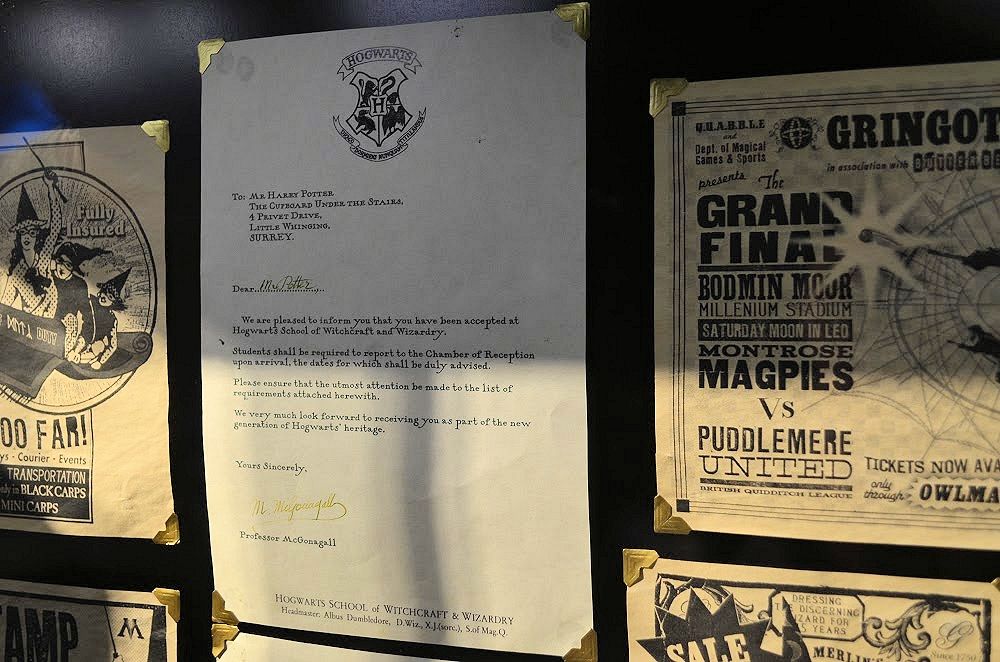 Fully
Insured
OO FAR!
ys · Courier · Events
TRANSPORTATION
BLACK CARPS
MINI CARPS
AMP
M
HOGWARTS
H
DRACO DORMIENS NUNQUAM TITILLANDUS
To: Mr Harry Potter
The Cupboard Under the Stairs,
4 Privet Drive,
Little Whinging,
SURREY.
Dear..Mr. Potter,..
We are pleased to inform you that you have been accepted at
Hogwarts School of Witchcraft and Wizardry.
Students shall be required to report to the Chamber of Reception
upon arrival, the dates for which shall be duly advised.
Please ensure that the utmost attention be made to the list of
requirements attached herewith.
We very much look forward to receiving you as part of the new
generation of Hogwarts' heritage.
Yours Sincerely,
M. McGonagall
Professor McGonagall
HOGWARTS SCHOOL of WITCHCRAFT & WIZARDRY
Headmaster: Albus Dumbledore, D.Wiz., X.J.(sorc.), S.of Mag.Q.
Q.U.A.B.B.L.E
and
Dept. of Magical
Games & Sports
GRINGOT
in association with
presents The
GRAND
FINAL
BODMIN MOOR
MILLENIUM STADIUM
SATURDAY MOON IN LEO
MONTROSE
MAGPIES
VS
PUDDLEMERE
UNITED
BRITISH QUIDDITCH LEAGUE
TICKETS NOW AVA
only
through
OWLMA
SALE
DRESSING
THE DISCERNING
WIZARD FOR
YEARS
MERLIN
Since 1750